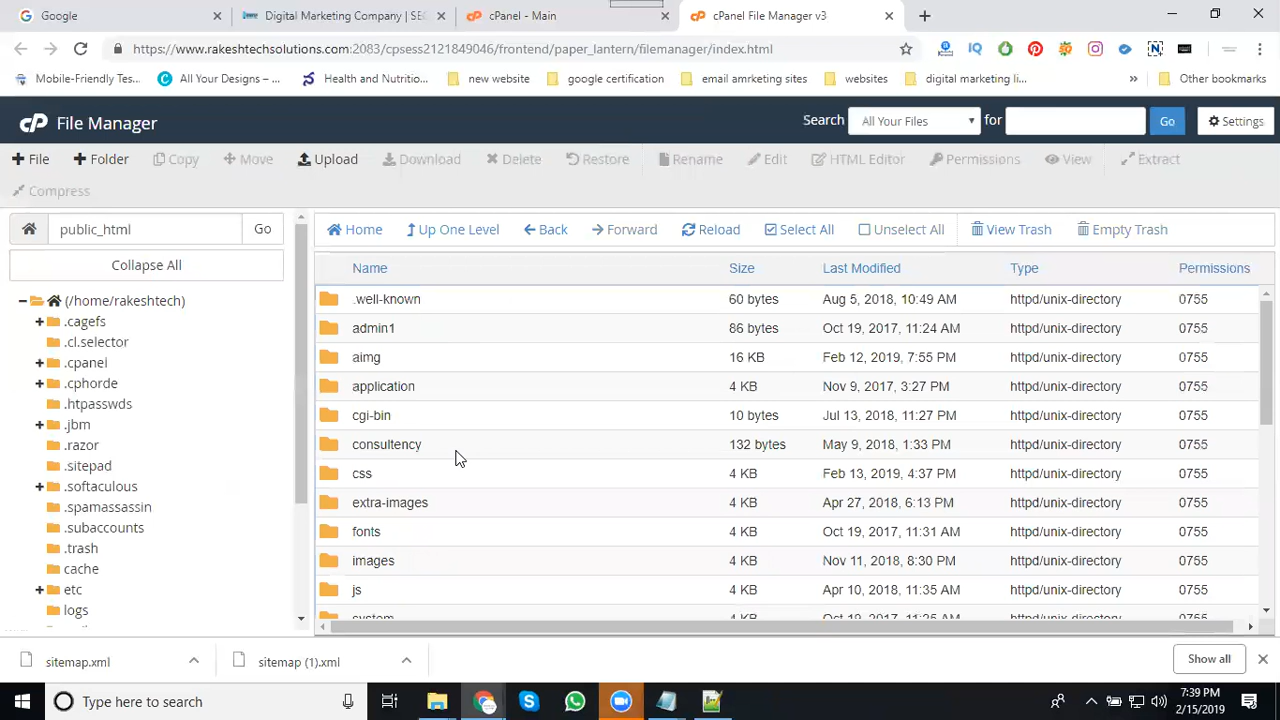 Google
Digital Marketing Company | SEO
cPanel - Main
cPanel File Manager v3
https://www.rakeshtechsolutions.com:2083/cpsess2121849046/frontend/paper_lantern/filemanager/index.html
Mobile-Friendly Tes...
All Your Designs – ...
Health and Nutritio...
new website
google certification
email amrketing sites
websites
digital marketing li...
»
Other bookmarks
cP File Manager
Search
All Your Files
for
Go
Settings
+ File
+ Folder
Copy
Move
Upload
Download
Delete
Restore
Rename
Edit
HTML Editor
Permissions
View
Extract
Compress
public_html
Go
Home
Up One Level
Back
Forward
Reload
Select All
Unselect All
View Trash
Empty Trash
Collapse All
(/home/rakeshtech)
.cagefs
.cl.selector
.cpanel
.cphorde
.htpasswds
.jbm
.razor
.sitepad
.softaculous
.spamassassin
.subaccounts
.trash
cache
etc
logs
Name Size Last Modified Type Permissions
.well-known 60 bytes Aug 5, 2018, 10:49 AM httpd/unix-directory 0755
admin1 86 bytes Oct 19, 2017, 11:24 AM httpd/unix-directory 0755
aimg 16 KB Feb 12, 2019, 7:55 PM httpd/unix-directory 0755
application 4 KB Nov 9, 2017, 3:27 PM httpd/unix-directory 0755
cgi-bin 10 bytes Jul 13, 2018, 11:27 PM httpd/unix-directory 0755
consultency 132 bytes May 9, 2018, 1:33 PM httpd/unix-directory 0755
css 4 KB Feb 13, 2019, 4:37 PM httpd/unix-directory 0755
extra-images 4 KB Apr 27, 2018, 6:13 PM httpd/unix-directory 0755
fonts 4 KB Oct 19, 2017, 11:31 AM httpd/unix-directory 0755
images 4 KB Nov 11, 2018, 8:30 PM httpd/unix-directory 0755
js 4 KB Apr 10, 2018, 11:35 AM httpd/unix-directory 0755
system 4 KB Oct 19, 2017, 11:25 AM httpd/unix-directory 0755
sitemap.xml
sitemap (1).xml
Show all
Type here to search
7:39 PM
2/15/2019